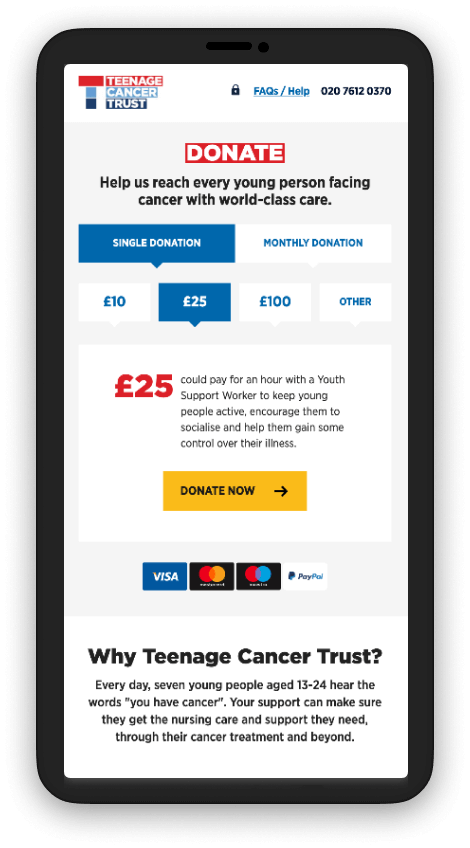 TEENAGE
CANCER
TRUST
FAQs / Help 020 7612 0370
DONATE
Help us reach every young person facing
cancer with world-class care.
SINGLE DONATION MONTHLY DONATION
£10 £25 £100 OTHER
£25
could pay for an hour with a Youth
Support Worker to keep young
people active, encourage them to
socialise and help them gain some
control over their illness.
DONATE NOW
VISA mastercard maestro PayPal
Why Teenage Cancer Trust?
Every day, seven young people aged 13-24 hear the
words "you have cancer". Your support can make sure
they get the nursing care and support they need,
through their cancer treatment and beyond.